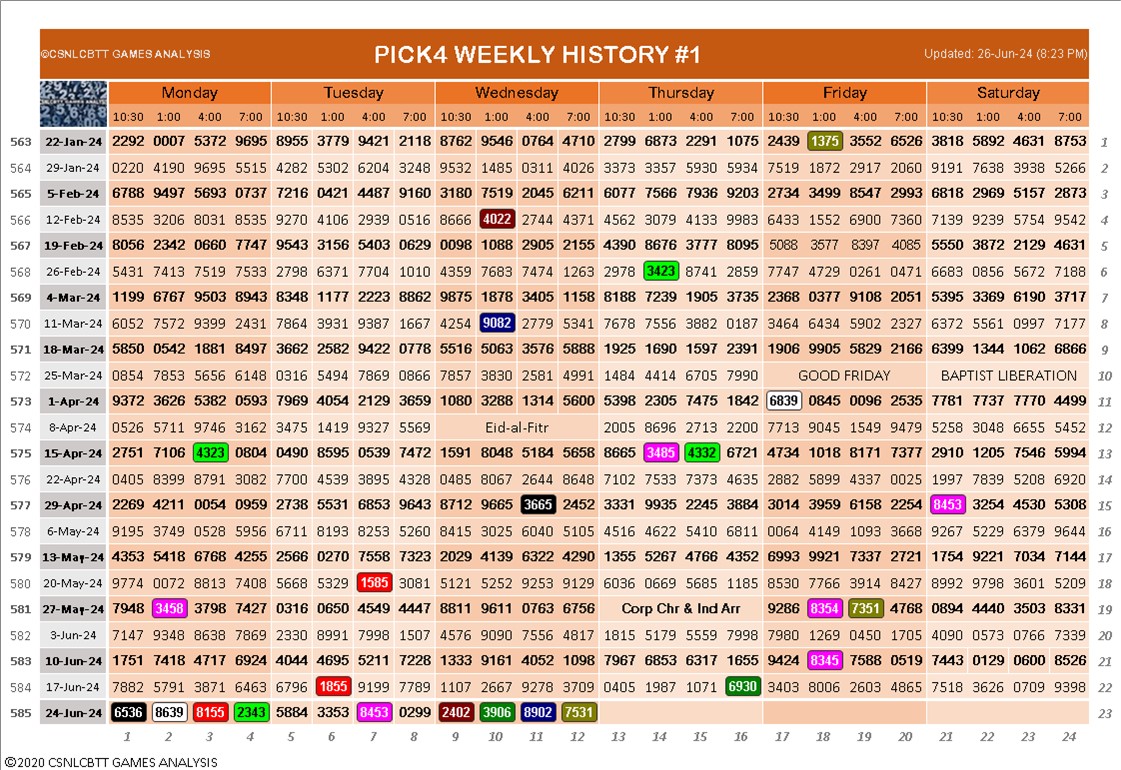 ©CSNLCBTT GAMES ANALYSIS PICK4 WEEKLY HISTORY #1 Updated: 26-Jun-24 (8:23 PM)
Monday Tuesday Wednesday Thursday Friday Saturday
10:30 1:00 4:00 7:00 10:30 1:00 4:00 7:00 10:30 1:00 4:00 7:00 10:30 1:00 4:00 7:00 10:30 1:00 4:00 7:00 10:30 1:00 4:00 7:00
563 22-Jan-24 2292 0007 5372 9695 8955 3779 9421 2118 8762 9546 0764 4710 2799 6873 2291 1075 2439 1375 3552 6526 3818 5892 4631 8753 1
564 29-Jan-24 0220 4190 9695 5515 4282 5302 6204 3248 9532 1485 0311 4026 3373 3357 5930 5934 7519 1872 2917 2060 9191 7638 3938 5266 2
565 5-Feb-24 6788 9497 5693 0737 7216 0421 4487 9160 3180 7519 2045 6211 6077 7566 7936 9203 2734 3499 8547 2993 6818 2969 5157 2873 3
566 12-Feb-24 8535 3206 8031 8535 9270 4106 2939 0516 8666 4022 2744 4371 4562 3079 4133 9983 6433 1552 6900 7360 7139 9239 5754 9542 4
567 19-Feb-24 8056 2342 0660 7747 9543 3156 5403 0629 0098 1088 2905 2155 4390 8676 3777 8095 5088 3577 8397 4085 5550 3872 2129 4631 5
568 26-Feb-24 5431 7413 7519 7533 2798 6371 7704 1010 4359 7683 7474 1263 2978 3423 8741 2859 7747 4729 0261 0471 6683 0856 5672 7188 6
569 4-Mar-24 1199 6767 9503 8943 8348 1177 2223 8862 9875 1878 3405 1158 8188 7239 1905 3735 2368 0377 9108 2051 5395 3369 6190 3717 7
570 11-Mar-24 6052 7572 9399 2431 7864 3931 9387 1667 4254 9082 2779 5341 7678 7556 3882 0187 3464 6434 5902 2327 6372 5561 0997 7177 8
571 18-Mar-24 5850 0542 1881 8497 3662 2582 9422 0778 5516 5063 3576 5888 1925 1690 1597 2391 1906 9905 5829 2166 6399 1344 1062 6866 9
572 25-Mar-24 0854 7853 5656 6148 0316 5494 7869 0866 7857 3830 2581 4991 1484 4414 6705 7990 GOOD FRIDAY BAPTIST LIBERATION 10
573 1-Apr-24 9372 3626 5382 0593 7969 4054 2129 3659 1080 3288 1314 5600 5398 2305 7475 1842 6839 0845 0096 2535 7781 7737 7770 4499 11
574 8-Apr-24 0526 5711 9746 3162 3475 1419 9327 5569 Eid-al-Fitr 2005 8696 2713 2200 7713 9045 1549 9479 5258 3048 6655 5452 12
575 15-Apr-24 2751 7106 4323 0804 0490 8595 0539 7472 1591 8048 5184 5658 8665 3485 4332 6721 4734 1018 8171 7377 2910 1205 7546 5994 13
576 22-Apr-24 0405 8399 8791 3082 7700 4539 3895 4328 0485 8067 2644 8648 7102 7533 7373 4635 2882 5899 4337 0025 1997 7839 5208 6920 14
577 29-Apr-24 2269 4211 0054 0959 2738 5531 6853 9643 8712 9665 3665 2452 3331 9935 2245 3884 3014 3959 6158 2254 8453 3254 4530 5308 15
578 6-May-24 9195 3749 0528 5956 6711 8193 8253 5260 8415 3025 6040 5105 4516 4622 5410 6811 0064 4149 1093 3668 9267 5229 6379 9644 16
579 13-May-24 4353 5418 6768 4255 2566 0270 7558 7323 2029 4139 6322 4290 1355 5267 4766 4352 6993 9921 7337 2721 1754 9221 7034 7144 17
580 20-May-24 9774 0072 8813 7408 5668 5329 1585 3081 5121 5252 9253 9129 6036 0669 5685 1185 8530 7766 3914 8427 8992 9798 3601 5209 18
581 27-May-24 7948 3458 3798 7427 0316 0650 4549 4447 8811 9611 0763 6756 Corp Chr & Ind Arr 9286 8354 7351 4768 0894 4440 3503 8331 19
582 3-Jun-24 7147 9348 8638 7869 2330 8991 7998 1507 4576 9090 7556 4817 1815 5179 5559 7998 7980 1269 0450 1705 4090 0573 0766 7339 20
583 10-Jun-24 1751 7418 4717 6924 4044 4695 5211 7228 1333 9161 4052 1098 7967 6853 6317 1655 9424 8345 7588 0519 7443 0129 0600 8526 21
584 17-Jun-24 7882 5791 3871 6463 6796 1855 9199 7789 1107 2667 9278 3709 0405 1987 1071 6930 3403 8006 2603 4865 7518 3626 0709 9398 22
585 24-Jun-24 6536 8639 8155 2343 5884 3353 8453 0299 2402 3906 8902 7531 23
1 2 3 4 5 6 7 8 9 10 11 12 13 14 15 16 17 18 19 20 21 22 23 24
©2020 CSNLCBTT GAMES ANALYSIS